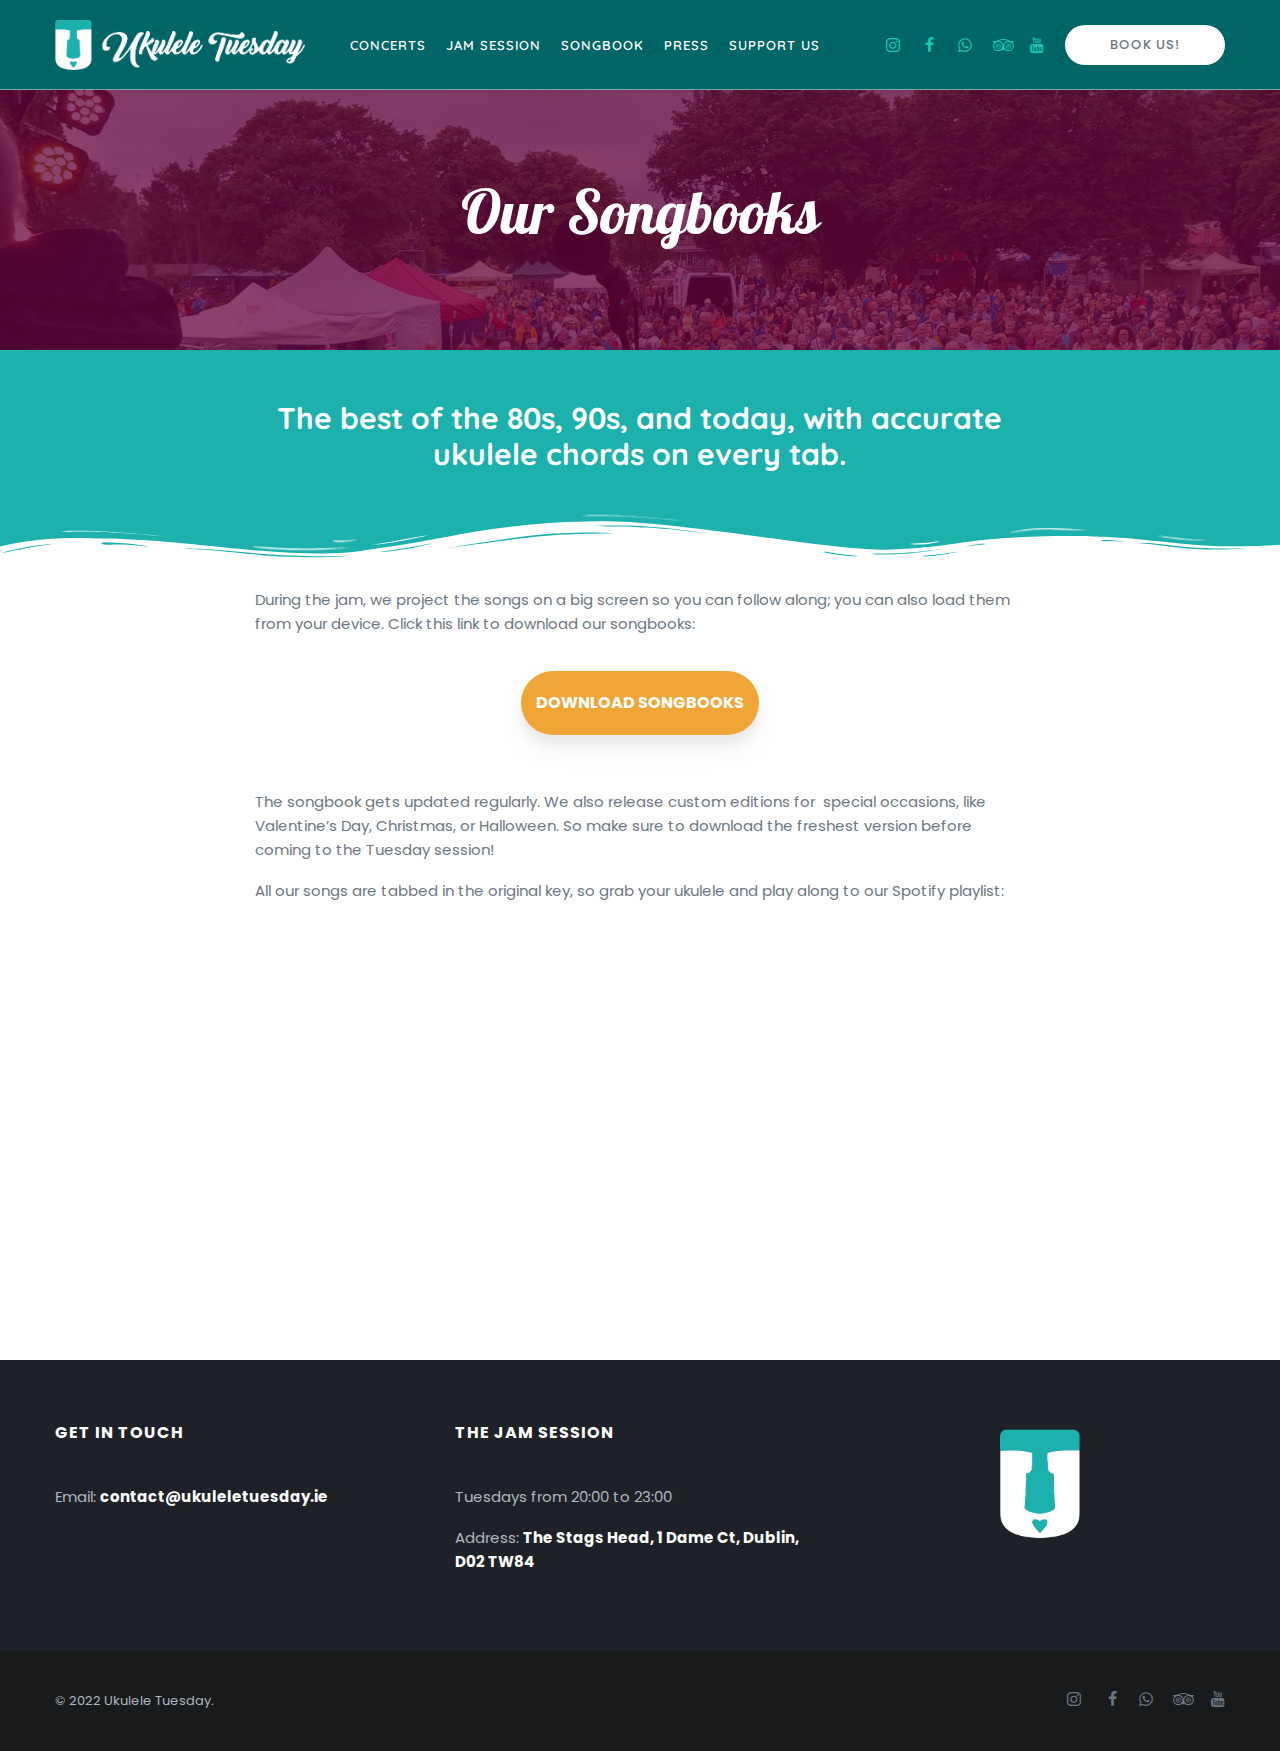 Ukulele Tuesday
CONCERTS JAM SESSION SONGBOOK PRESS SUPPORT US
BOOK US!
Our Songbooks
The best of the 80s, 90s, and today, with accurate
ukulele chords on every tab.
During the jam, we project the songs on a big screen so you can follow along; you can also load them
from your device. Click this link to download our songbooks:
DOWNLOAD SONGBOOKS
The songbook gets updated regularly. We also release custom editions for  special occasions, like
Valentine’s Day, Christmas, or Halloween. So make sure to download the freshest version before
coming to the Tuesday session!
All our songs are tabbed in the original key, so grab your ukulele and play along to our Spotify playlist:
GET IN TOUCH
Email: contact@ukuleletuesday.ie
THE JAM SESSION
Tuesdays from 20:00 to 23:00
Address: The Stags Head, 1 Dame Ct, Dublin,
D02 TW84
© 2022 Ukulele Tuesday.